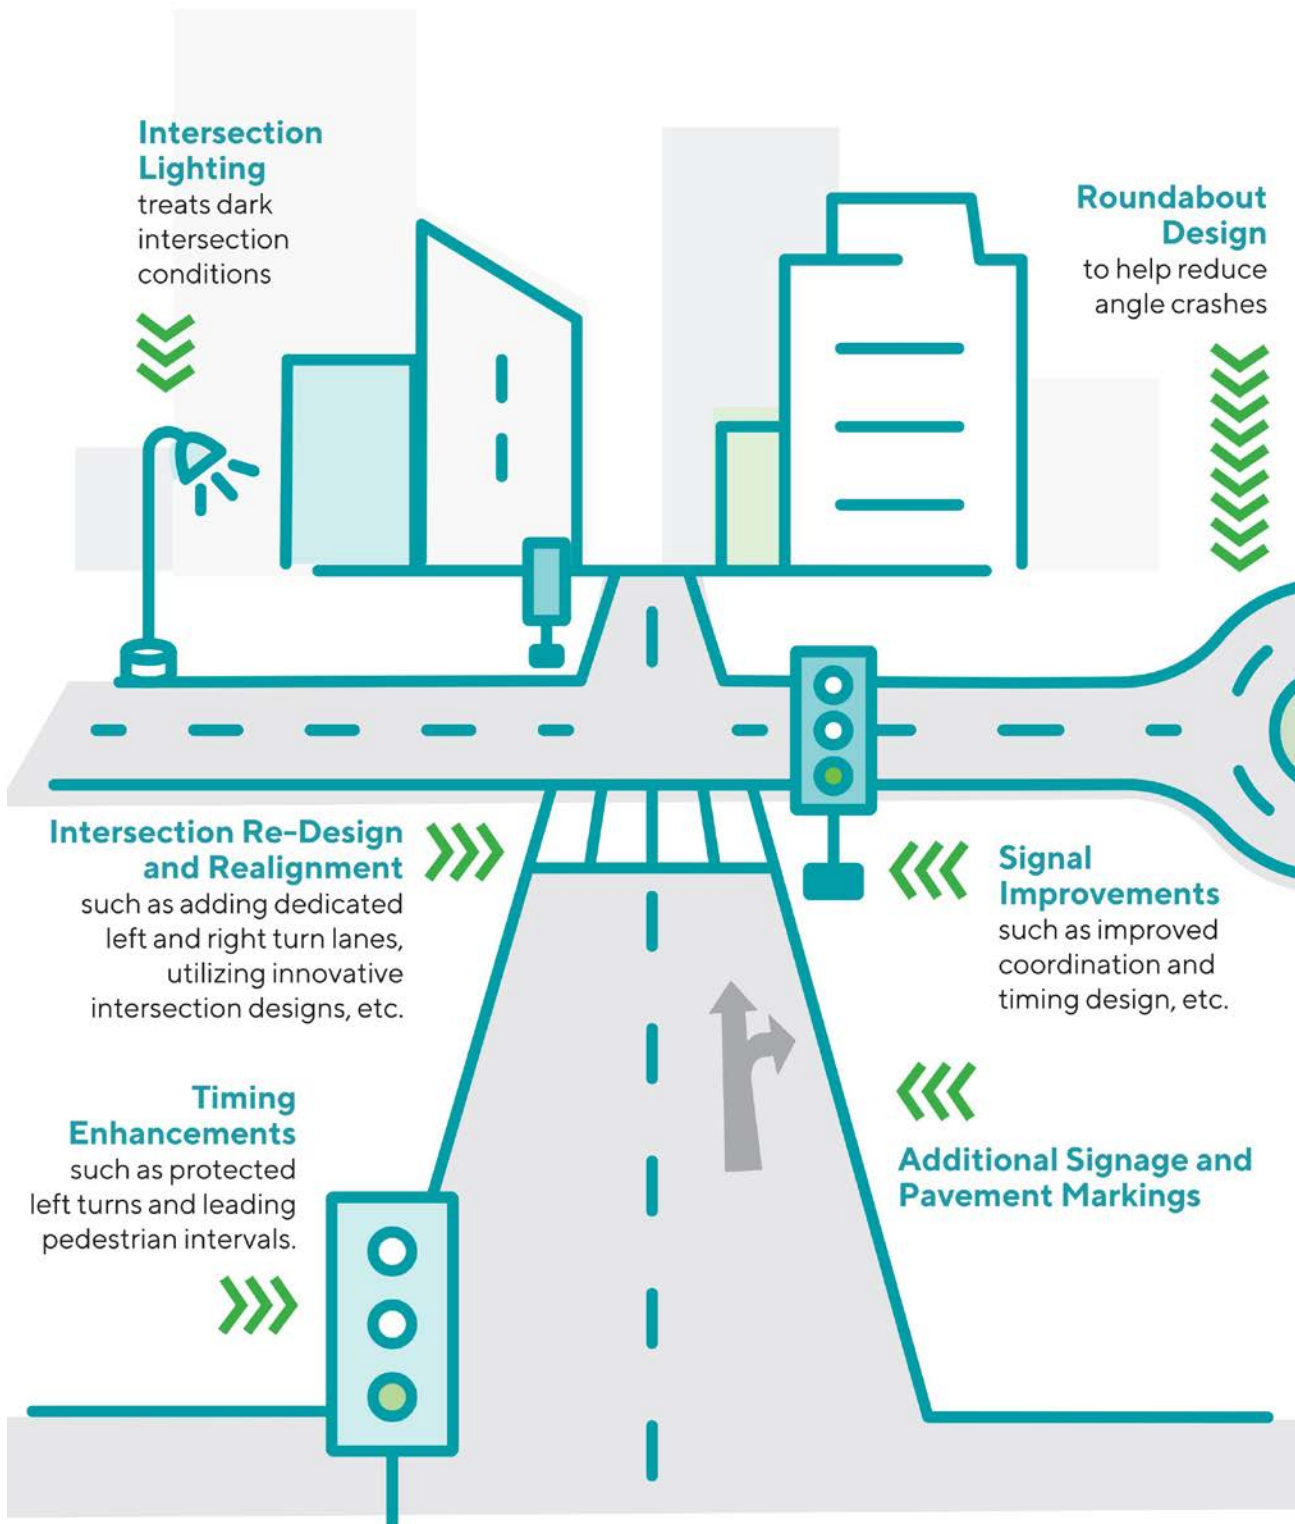 Intersection
Lighting
treats dark
intersection
conditions
Roundabout
Design
to help reduce
angle crashes
Intersection Re-Design
and Realignment
such as adding dedicated
left and right turn lanes,
utilizing innovative
intersection designs, etc.
Signal
Improvements
such as improved
coordination and
timing design, etc.
Timing
Enhancements
such as protected
left turns and leading
pedestrian intervals.
Additional Signage and
Pavement Markings